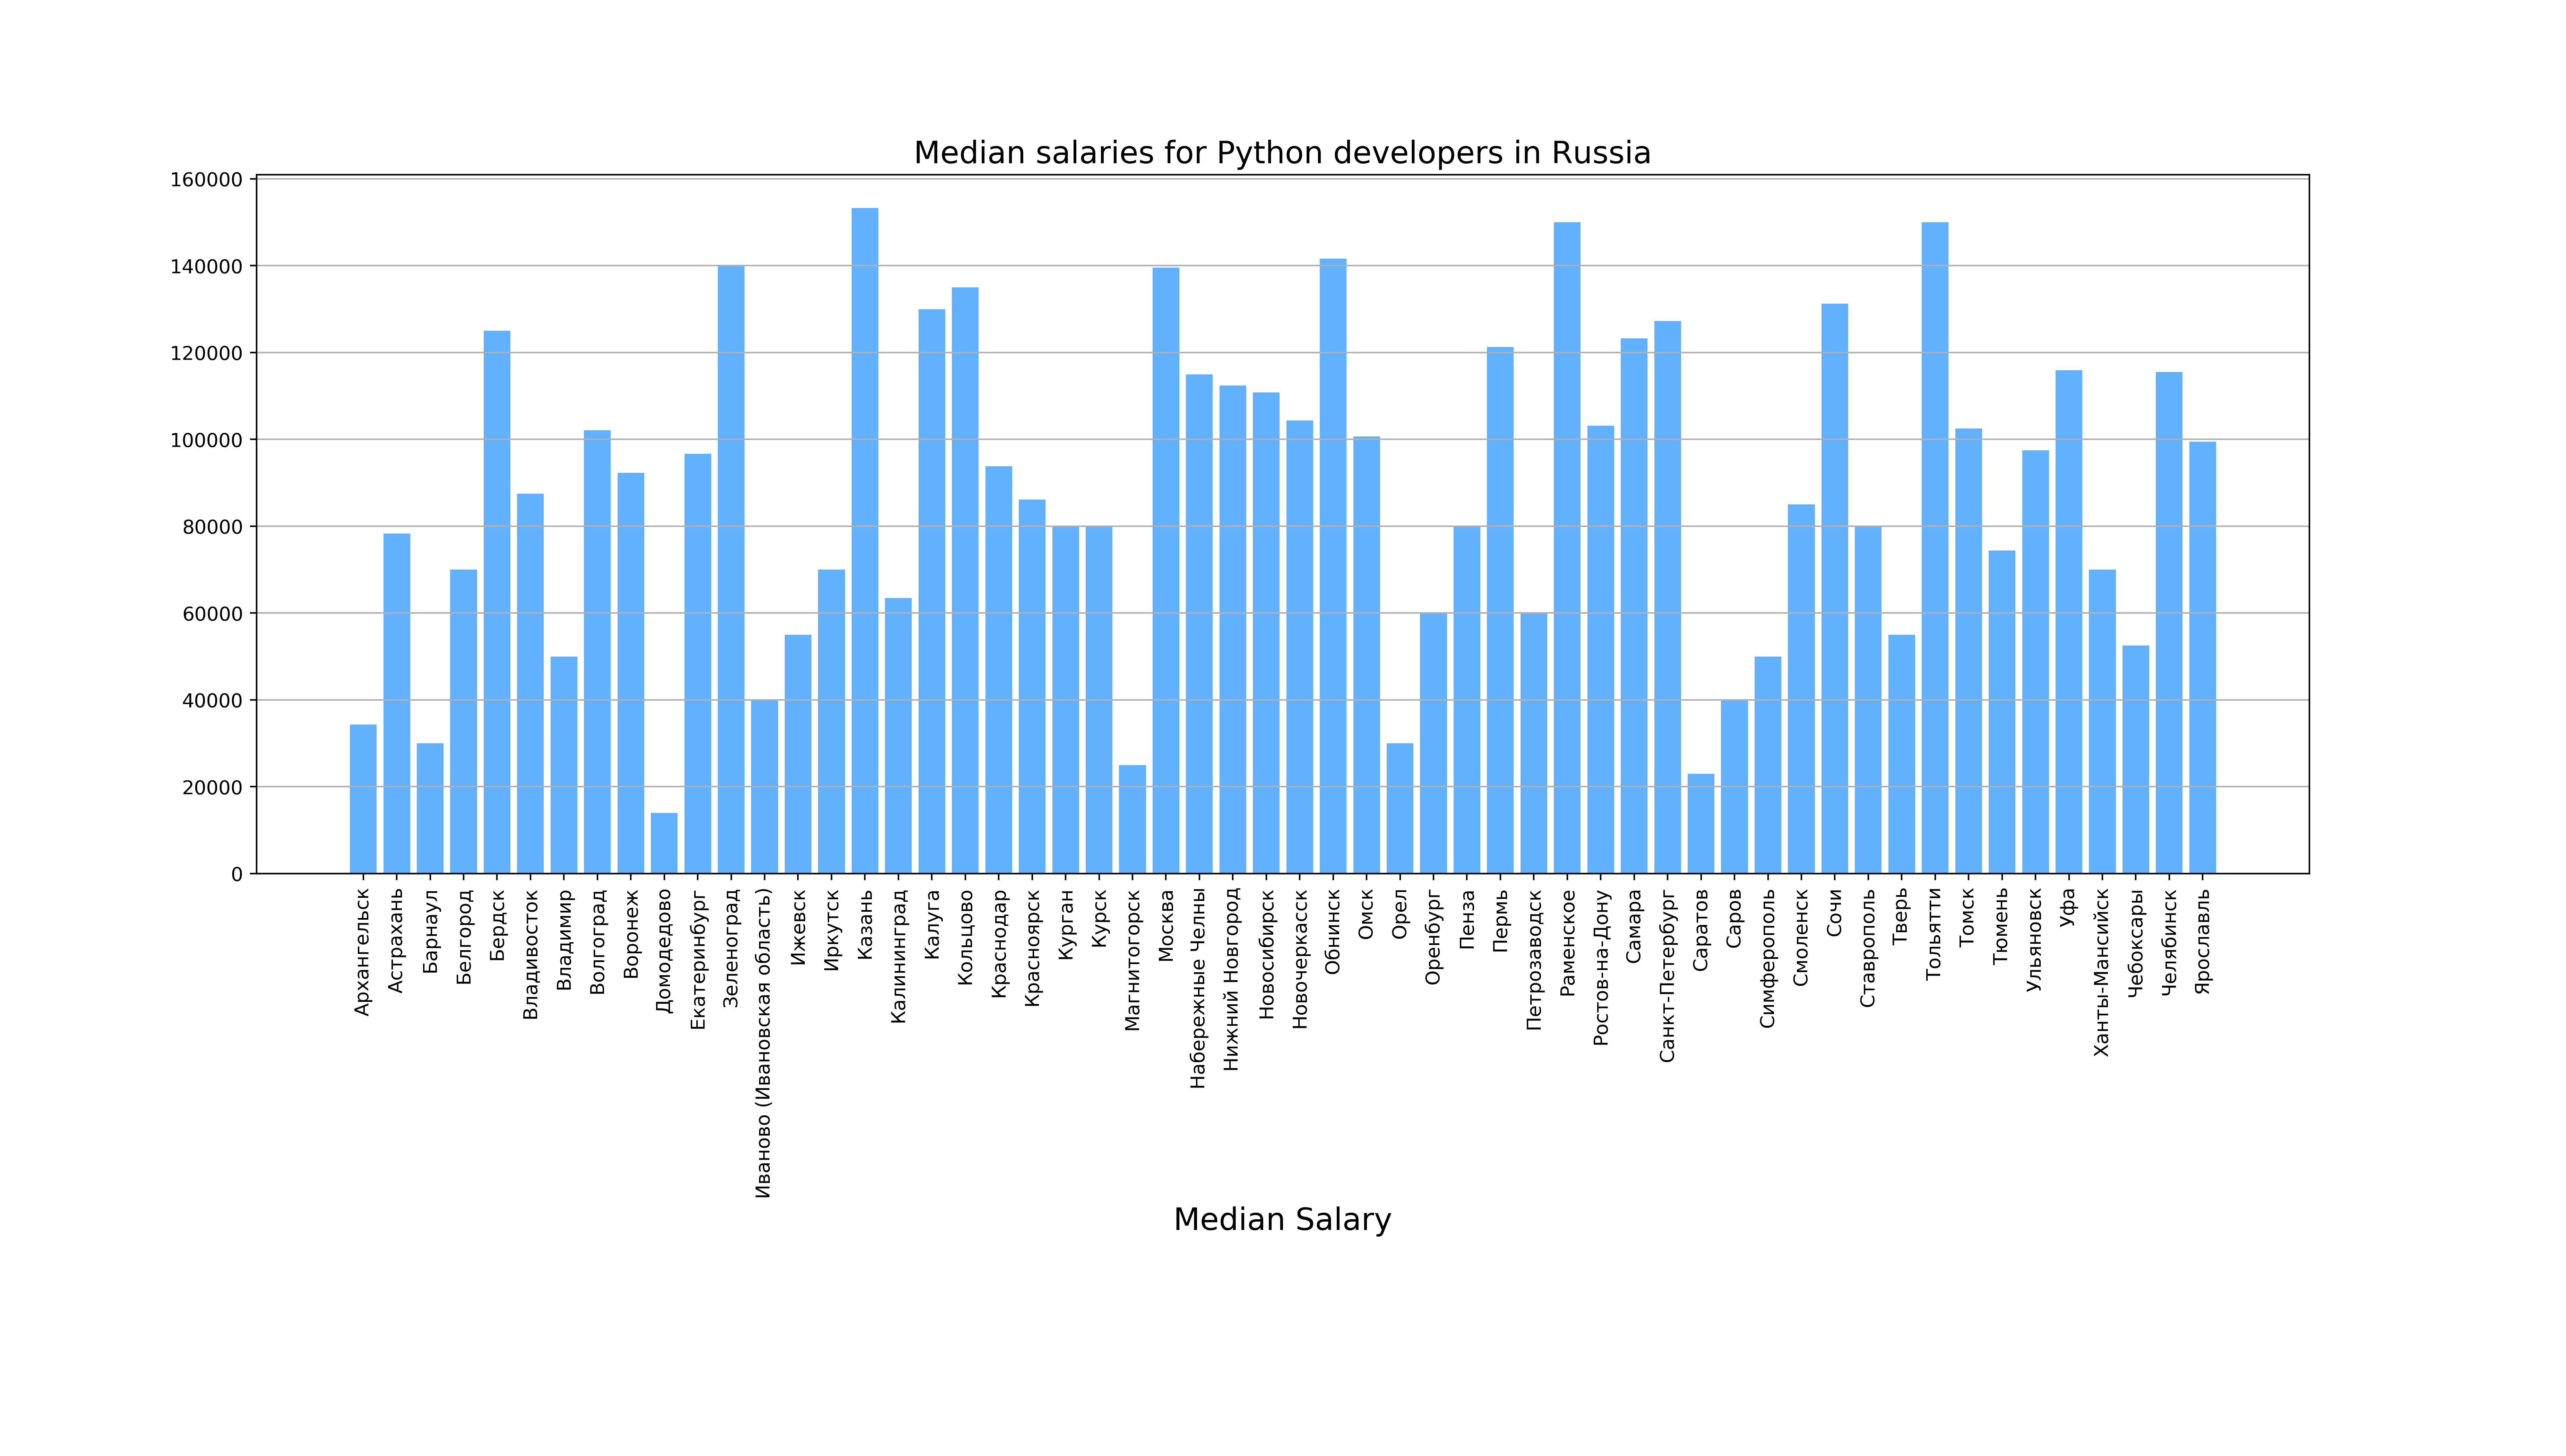 Median salaries for Python developers in Russia
160000
140000
120000
100000
80000
60000
40000
20000
0
Архангельск
Астрахань
Барнаул
Белгород
Бердск
Владивосток
Владимир
Волгоград
Воронеж
Домодедово
Екатеринбург
Зеленоград
Иваново (Ивановская область)
Ижевск
Иркутск
Казань
Калининград
Калуга
Кольцово
Краснодар
Красноярск
Курган
Курск
Магнитогорск
Москва
Набережные Челны
Нижний Новгород
Новосибирск
Новочеркасск
Обнинск
Омск
Орел
Оренбург
Пенза
Пермь
Петрозаводск
Раменское
Ростов-на-Дону
Самара
Санкт-Петербург
Саратов
Саров
Симферополь
Смоленск
Сочи
Ставрополь
Тверь
Тольятти
Томск
Тюмень
Ульяновск
Уфа
Ханты-Мансийск
Чебоксары
Челябинск
Ярославль
Median Salary